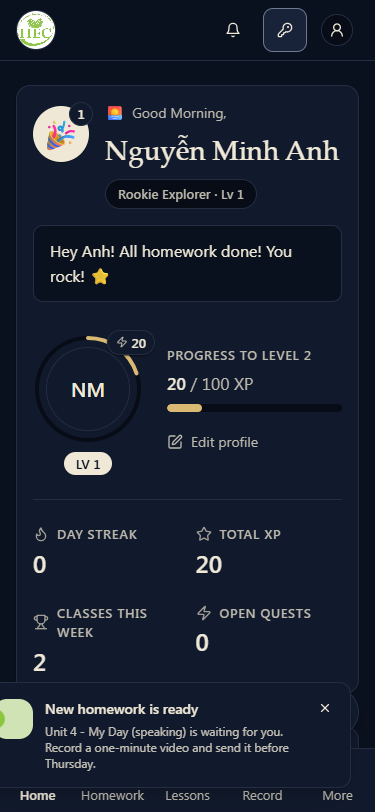 HEC
1
🌅 Good Morning,
Nguyễn Minh Anh
Rookie Explorer · Lv 1
Hey Anh! All homework done! You
rock! ⭐
20
NM
LV 1
PROGRESS TO LEVEL 2
20 / 100 XP
Edit profile
DAY STREAK
0
TOTAL XP
20
CLASSES THIS
WEEK
2
OPEN QUESTS
0
New homework is ready
Unit 4 - My Day (speaking) is waiting for you.
Record a one-minute video and send it before
Thursday.
Home
Homework
Lessons
Record
More